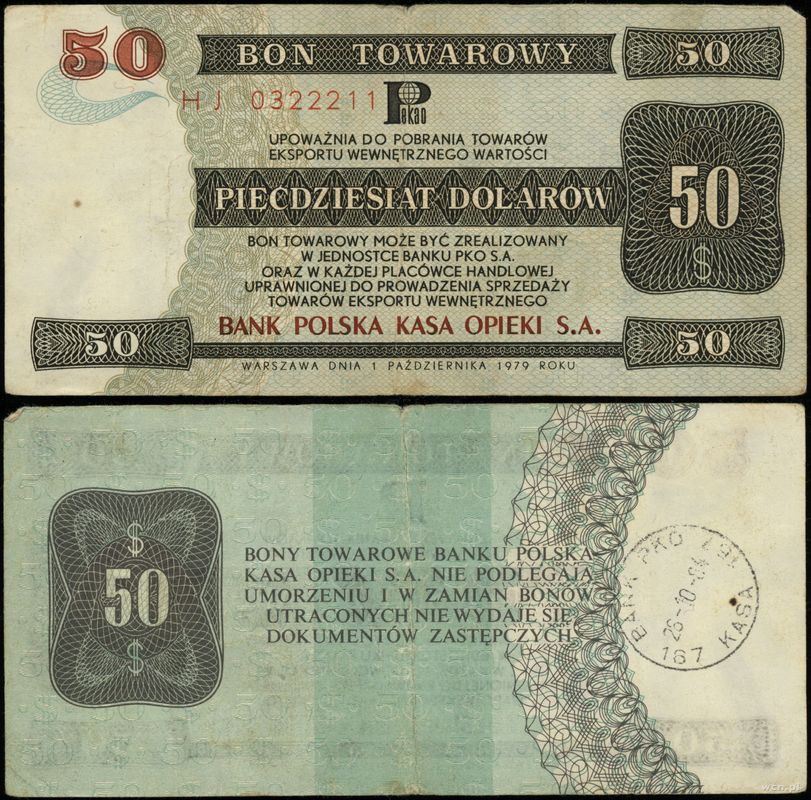 50 BON TOWAROWY 50
HJ 0322211 Pekao
UPOWAŻNIA DO POBRANIA TOWARÓW
EKSPORTU WEWNĘTRZNEGO WARTOŚCI
PIĘĆDZIESIĄT DOLARÓW
50
$
BON TOWAROWY MOŻE BYĆ ZREALIZOWANY
W JEDNOSTCE BANKU PKO S.A.
ORAZ W KAŻDEJ PLACÓWCE HANDLOWEJ
UPRAWNIONEJ DO PROWADZENIA SPRZEDAŻY
TOWARÓW EKSPORTU WEWNĘTRZNEGO
BANK POLSKA KASA OPIEKI S.A.
50 50
WARSZAWA DNIA 1 PAŹDZIERNIKA 1979 ROKU
$
50
$
BONY TOWAROWE BANKU POLSKA
KASA OPIEKI S.A. NIE PODLEGAJĄ
UMORZENIU I W ZAMIAN BONÓW
UTRACONYCH NIE WYDAJE SIĘ
DOKUMENTÓW ZASTĘPCZYCH
BANK PKO
KASA
167
wcn.pl